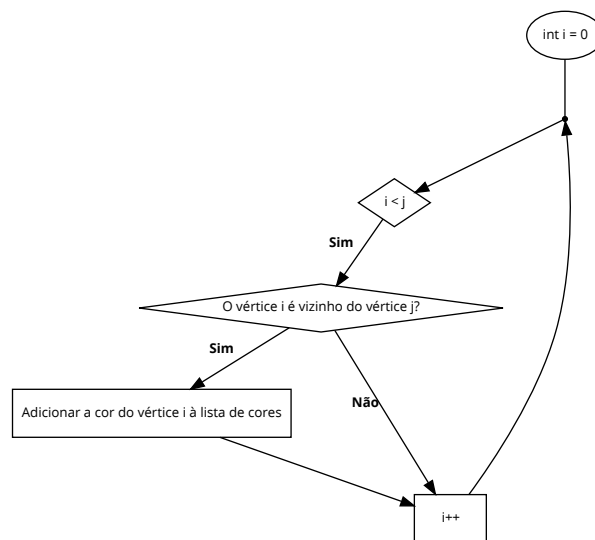 int i = 0
i < j
Sim
O vértice i é vizinho do vértice j?
Sim
Não
Adicionar a cor do vértice i à lista de cores
i++